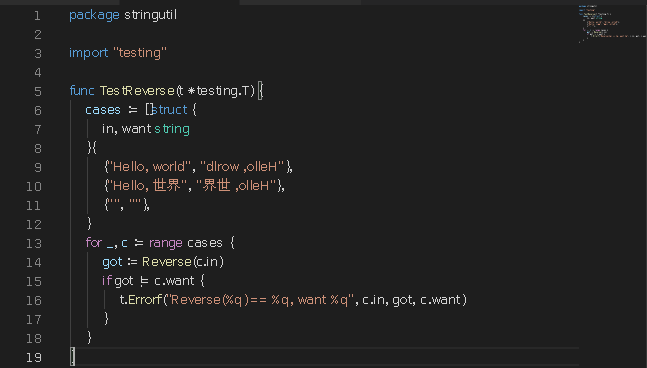 1 package stringutil
2
3 import "testing"
4
5 func TestReverse(t *testing.T) {
6 cases := []struct {
7 in, want string
8 }{
9 {"Hello, world", "dlrow ,olleH"},
10 {"Hello, 世界", "界世 ,olleH"},
11 {"", ""},
12 }
13 for _, c := range cases {
14 got := Reverse(c.in)
15 if got != c.want {
16 t.Errorf("Reverse(%q) == %q, want %q", c.in, got, c.want)
17 }
18 }
19 }